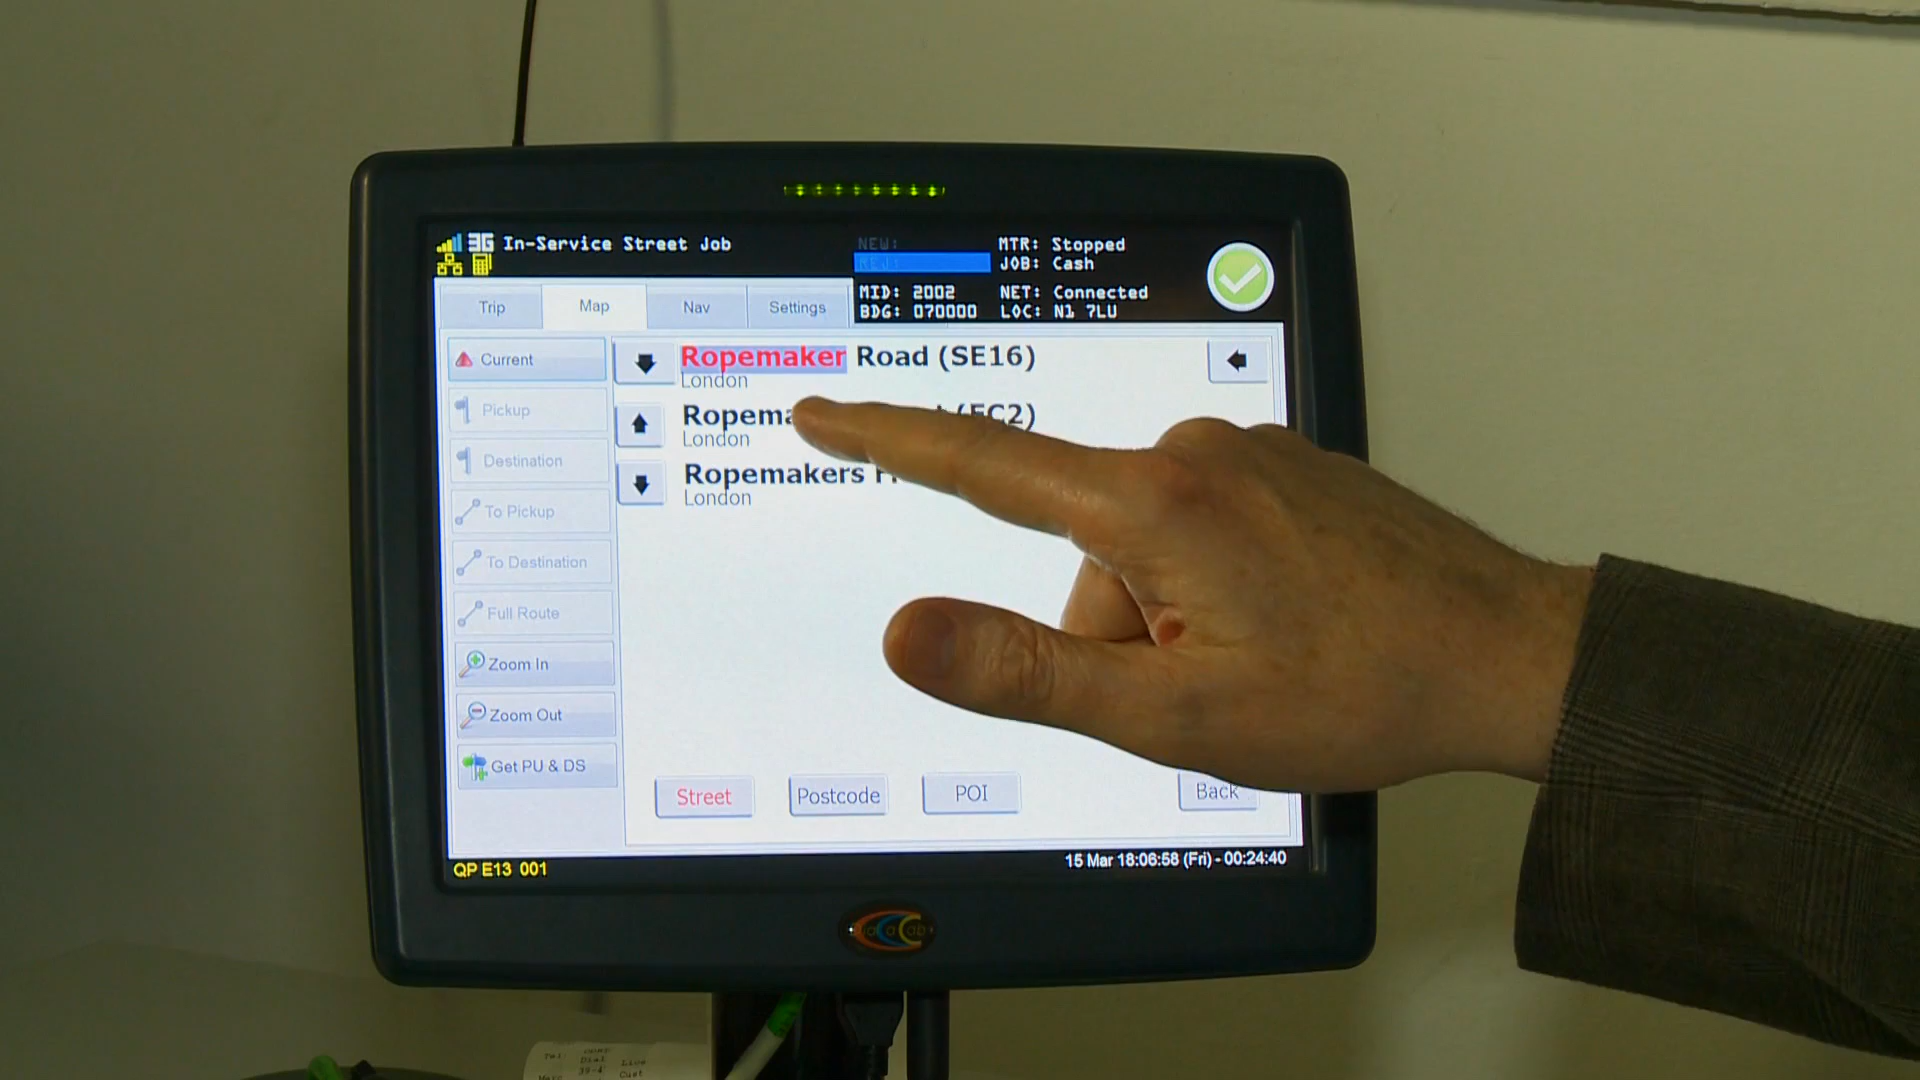 3G In-Service Street Job
NEW:
REJ:
MTR: Stopped
JOB: Cash
MID: 2002 NET: Connected
BDG: 070000 LOC: N1 7LU
Trip Map Nav Settings
Current
Pickup
Destination
To Pickup
To Destination
Full Route
Zoom In
Zoom Out
Get PU & DS
Ropemaker Road (SE16)
London
(EC2)
London
Ropemakers
London
Street Postcode POI Back
QP E13 001
15 Mar 18:06:58 (Fri) - 00:24:40